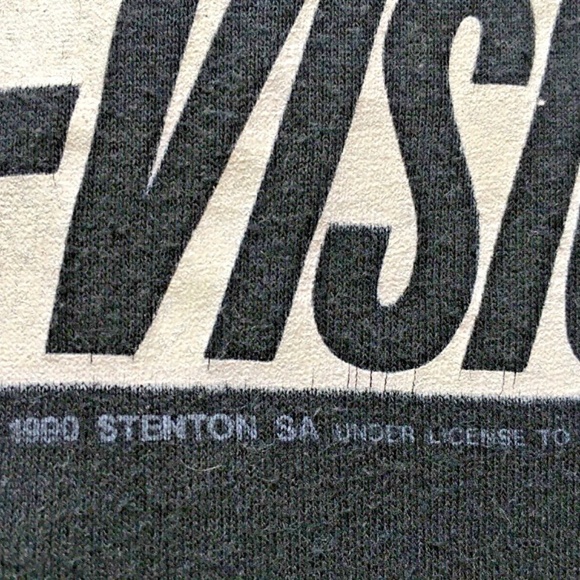 -VISI
1990 STENTON SA UNDER LICENSE TO